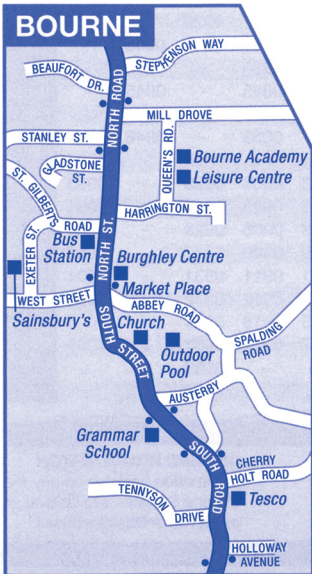 BOURNE
STEPHENSON WAY
BEAUFORT DR.
NORTH ROAD
MILL DROVE
STANLEY ST.
QUEEN'S RD.
Bourne Academy
Leisure Centre
GLADSTONE
ST.
ST. GILBERTS
ROAD
HARRINGTON ST.
EXETER ST.
Bus
Station
NORTH ST.
Burghley Centre
Market Place
WEST STREET
Sainsbury's
ABBEY ROAD
Church
SOUTH
STREET
Outdoor
Pool
SPALDING
ROAD
AUSTERBY
Grammar
School
SOUTH
ROAD
CHERRY
HOLT ROAD
Tesco
TENNYSON
DRIVE
HOLLOWAY
AVENUE